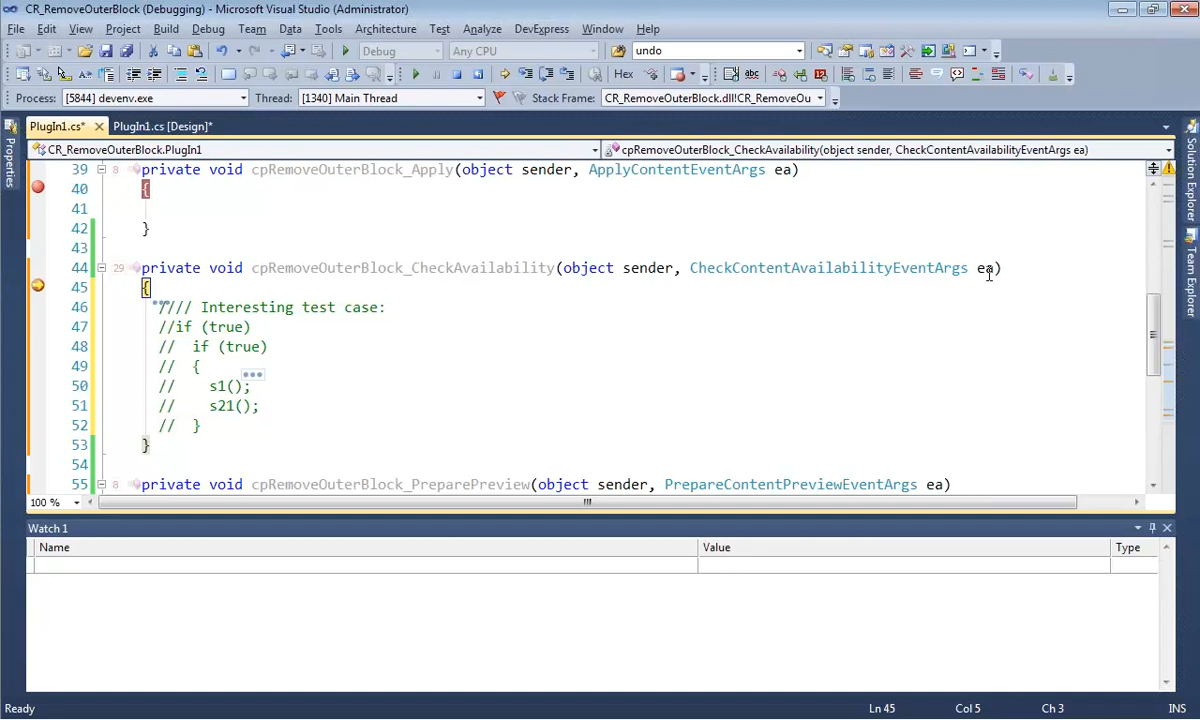 CR_RemoveOuterBlock (Debugging) - Microsoft Visual Studio (Administrator)
File Edit View Project Build Debug Team Data Tools Architecture Test Analyze DevExpress Window Help
Debug Any CPU undo
Hex
Process: [5844] devenv.exe Thread: [1340] Main Thread Stack Frame: CR_RemoveOuterBlock.dll!CR_RemoveOu
PlugIn1.cs* PlugIn1.cs [Design]*
CR_RemoveOuterBlock.PlugIn1 cpRemoveOuterBlock_CheckAvailability(object sender, CheckContentAvailabilityEventArgs ea)
39 8 private void cpRemoveOuterBlock_Apply(object sender, ApplyContentEventArgs ea)
40 {
41
42 }
43
44 29 private void cpRemoveOuterBlock_CheckAvailability(object sender, CheckContentAvailabilityEventArgs ea)
45 {
46 //// Interesting test case:
47 //if (true)
48 //  if (true)
49 //  {
50 //    s1();
51 //    s21();
52 //  }
53 }
54
55 8 private void cpRemoveOuterBlock_PreparePreview(object sender, PrepareContentPreviewEventArgs ea)
100 %
Watch 1
Name Value Type
Ready Ln 45 Col 5 Ch 3 INS
Properties
Solution Explorer
Team Explorer